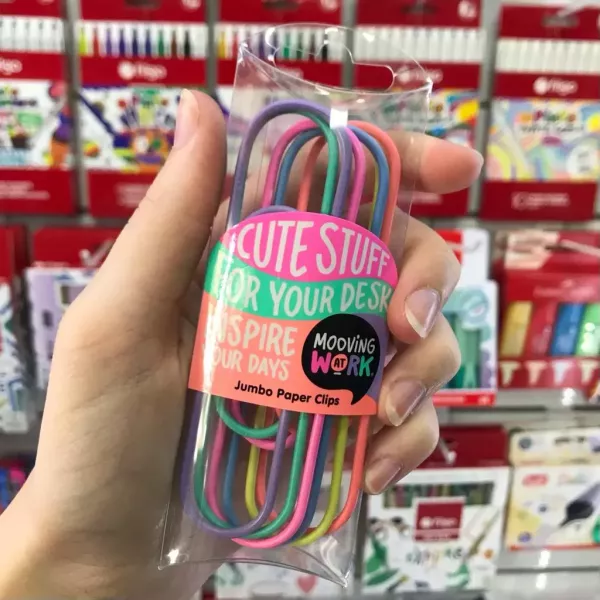 CUTE STUFF
FOR YOUR DESK
INSPIRE
YOUR DAYS
MOOVING
AT
WORK.
Jumbo Paper Clips